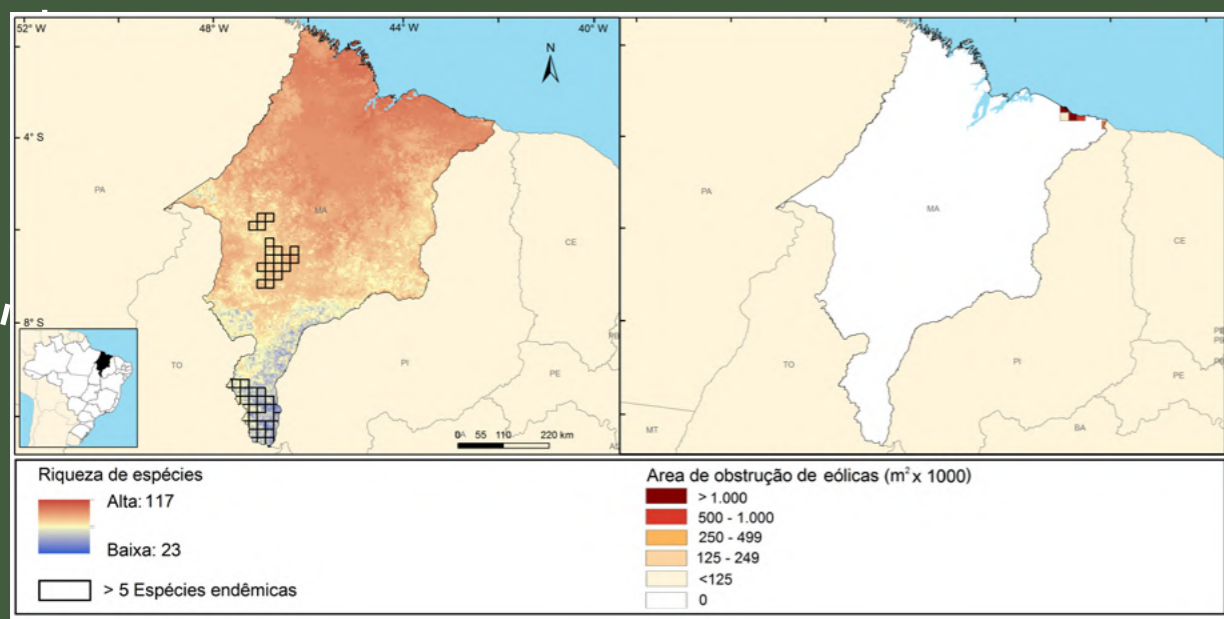 52° W 48° W 44° W 40° W
N
4° S
PA
MA
CE
8° S
TO
PI
PE
0 55 110 220 km
PA
MA
CE
TO
PI
PE
MT
BA
Riqueza de espécies
Alta: 117
Baixa: 23
> 5 Espécies endêmicas
Area de obstrução de eólicas (m² x 1000)
> 1.000
500 - 1.000
250 - 499
125 - 249
<125
0